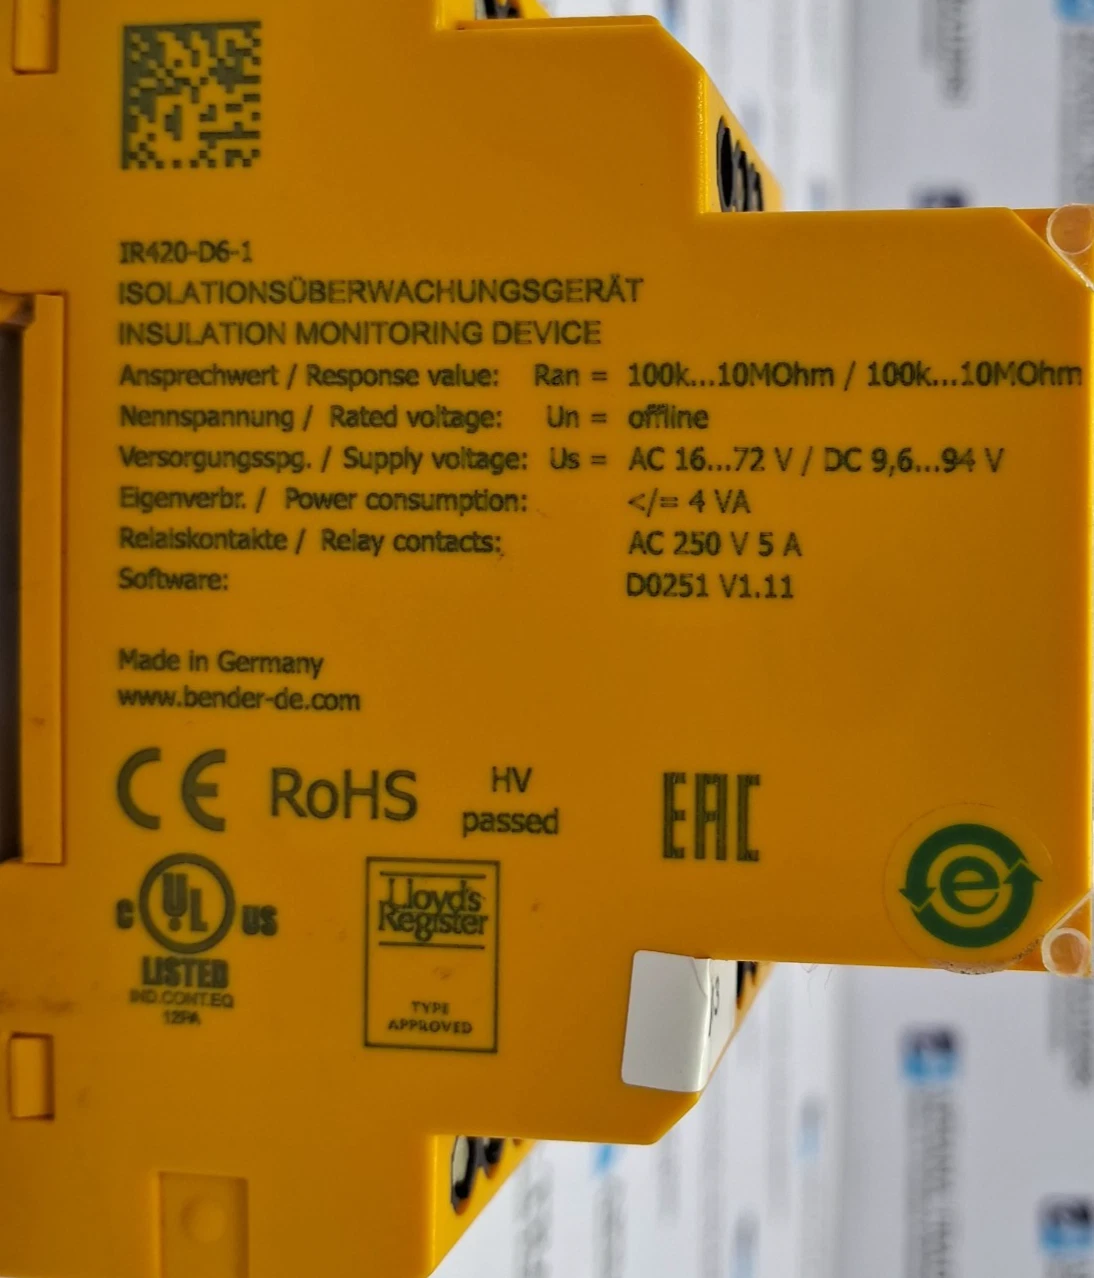 IR420-D6-1
ISOLATIONSÜBERWACHUNGSGERÄT
INSULATION MONITORING DEVICE
Ansprechwert / Response value: Ran = 100k...10MOhm / 100k...10MOhm
Nennspannung / Rated voltage: Un = offline
Versorgungsspg. / Supply voltage: Us = AC 16...72 V / DC 9,6...94 V
Eigenverbr. / Power consumption: </= 4 VA
Relaiskontakte / Relay contacts: AC 250 V 5 A
Software: D0251 V1.11
Made in Germany
www.bender-de.com
CE RoHS HV passed EAC
e
C UL US
LISTED
IND.CONT.EQ
12PA
Lloyd's
Register
TYPE
APPROVED